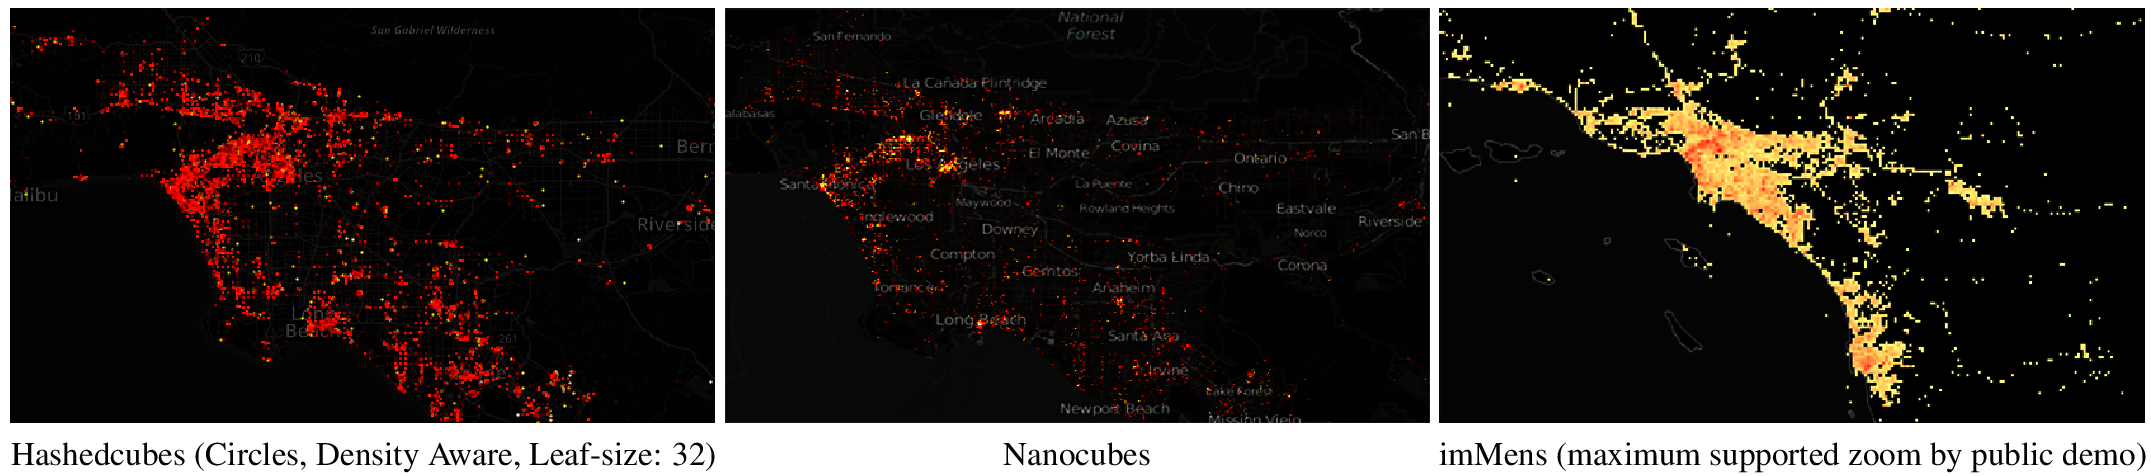 San Gabriel Wilderness
210
101
Bern
alibu
eles
Riverside
Long
Beach
261
National
Forest
San Fernando
La Cañada Flintridge
alabasas
Glendale
Arcadia
Azusa
San B
Covina
El Monte
Los Angeles
Ontario
Santa Monica
La Puente
Chino
Maywood
Rowland Heights
Eastvale
Inglewood
Riverside
Downey
Norco
Compton
Yorba Linda
Cerritos
Corona
Torrance
Anaheim
Long Beach
Santa Ana
Irvine
Lake Forest
Newport Beach
Mission Viejo
Hashedcubes (Circles, Density Aware, Leaf-size: 32)
Nanocubes
imMens (maximum supported zoom by public demo)